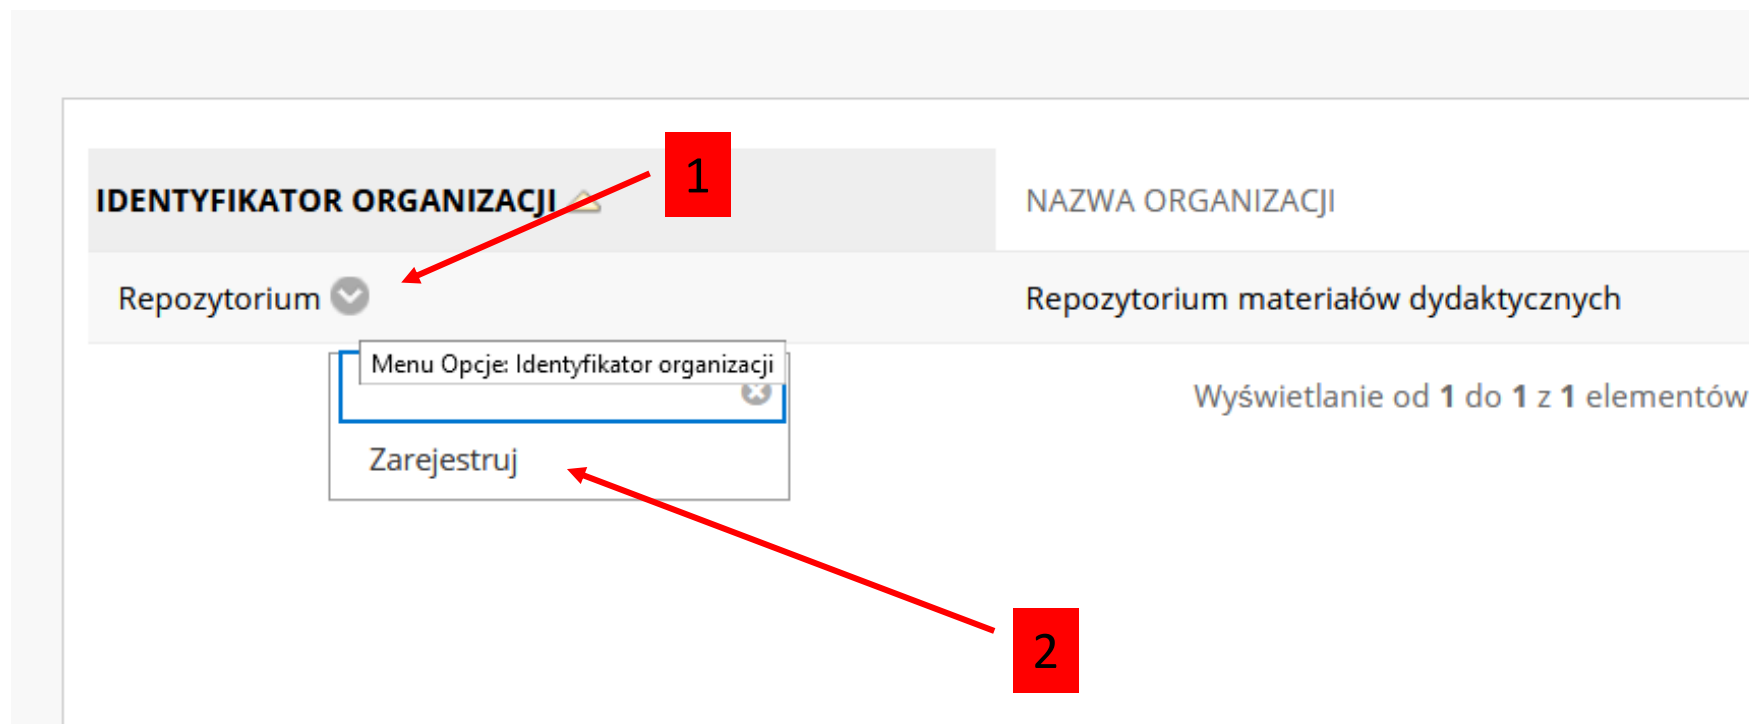 1
IDENTYFIKATOR ORGANIZACJI
NAZWA ORGANIZACJI
Repozytorium
Repozytorium materiałów dydaktycznych
Menu Opcje: Identyfikator organizacji
Wyświetlanie od 1 do 1 z 1 elementów
Zarejestruj
2